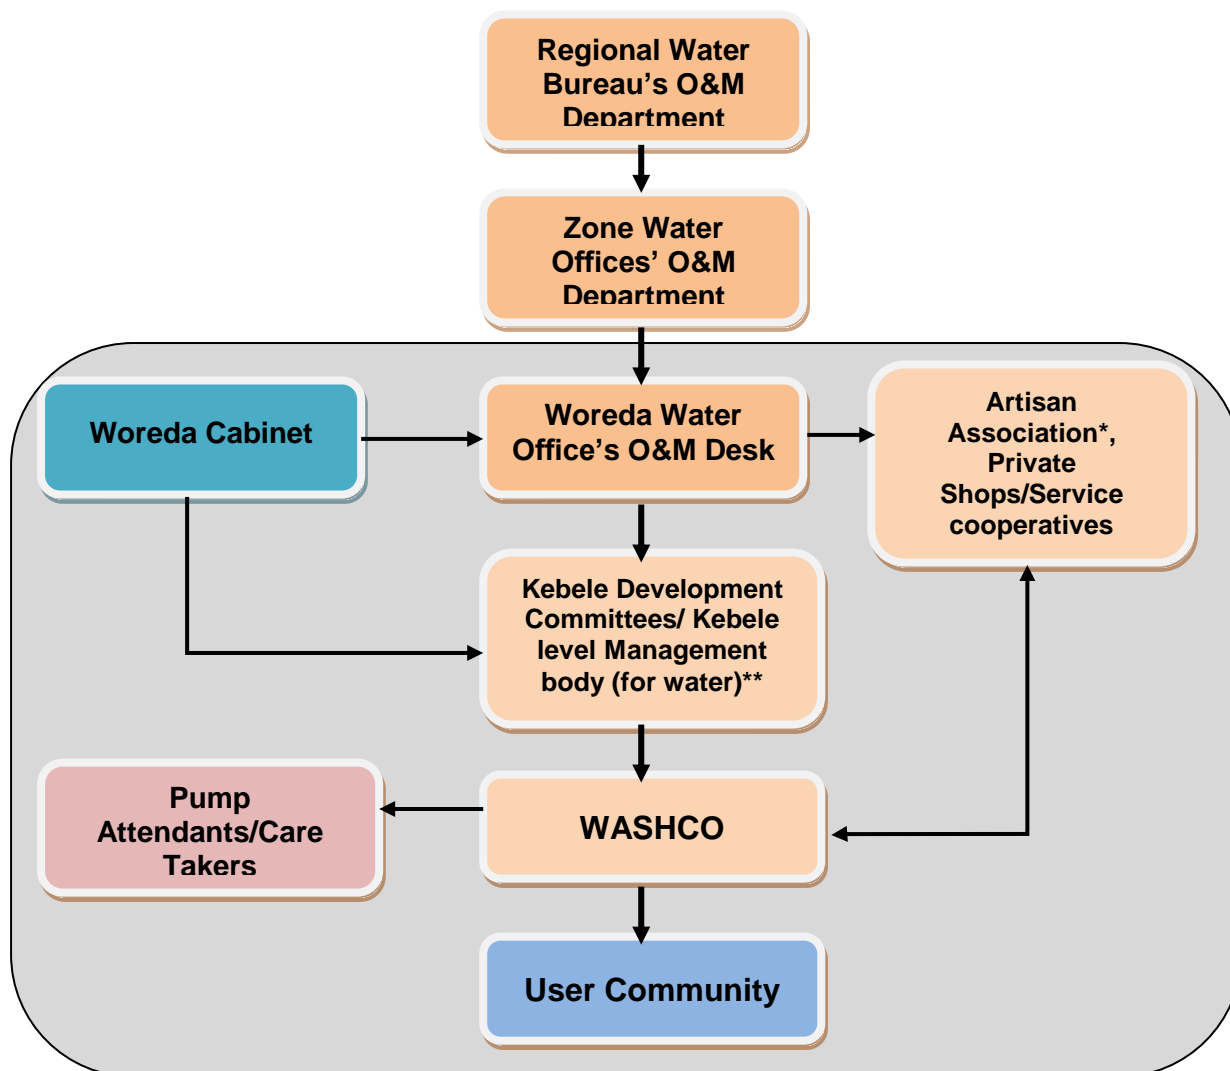 Regional Water
Bureau’s O&M
Department
Zone Water
Offices’ O&M
Department
Woreda Cabinet
Woreda Water
Office’s O&M Desk
Artisan
Association*,
Private
Shops/Service
cooperatives
Kebele Development
Committees/ Kebele
level Management
body (for water)**
Pump
Attendants/Care
Takers
WASHCO
User Community